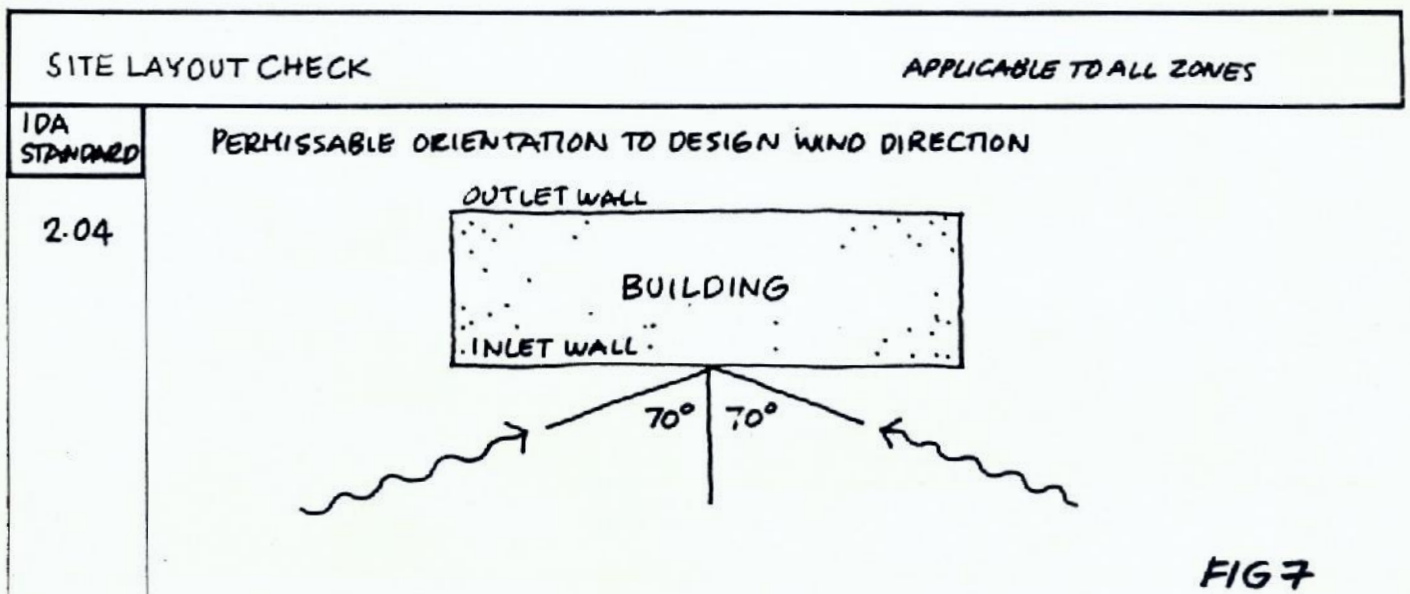 SITE LAYOUT CHECK APPLICABLE TO ALL ZONES
IDA
STANDARD
PERMISSABLE ORIENTATION TO DESIGN WIND DIRECTION
2.04
OUTLET WALL
BUILDING
INLET WALL
70° 70°
FIG 7